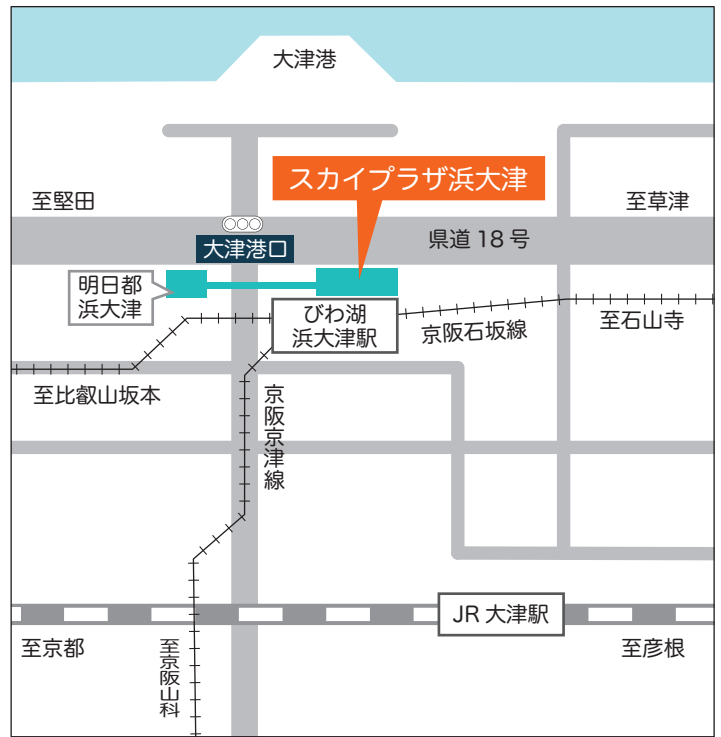 大津港
スカイプラザ浜大津
至堅田
至草津
県道18号
大津港口
明日都
浜大津
びわ湖
浜大津駅
京阪石坂線
至石山寺
至比叡山坂本
京阪京津線
JR 大津駅
至京都
至京阪山科
至彦根